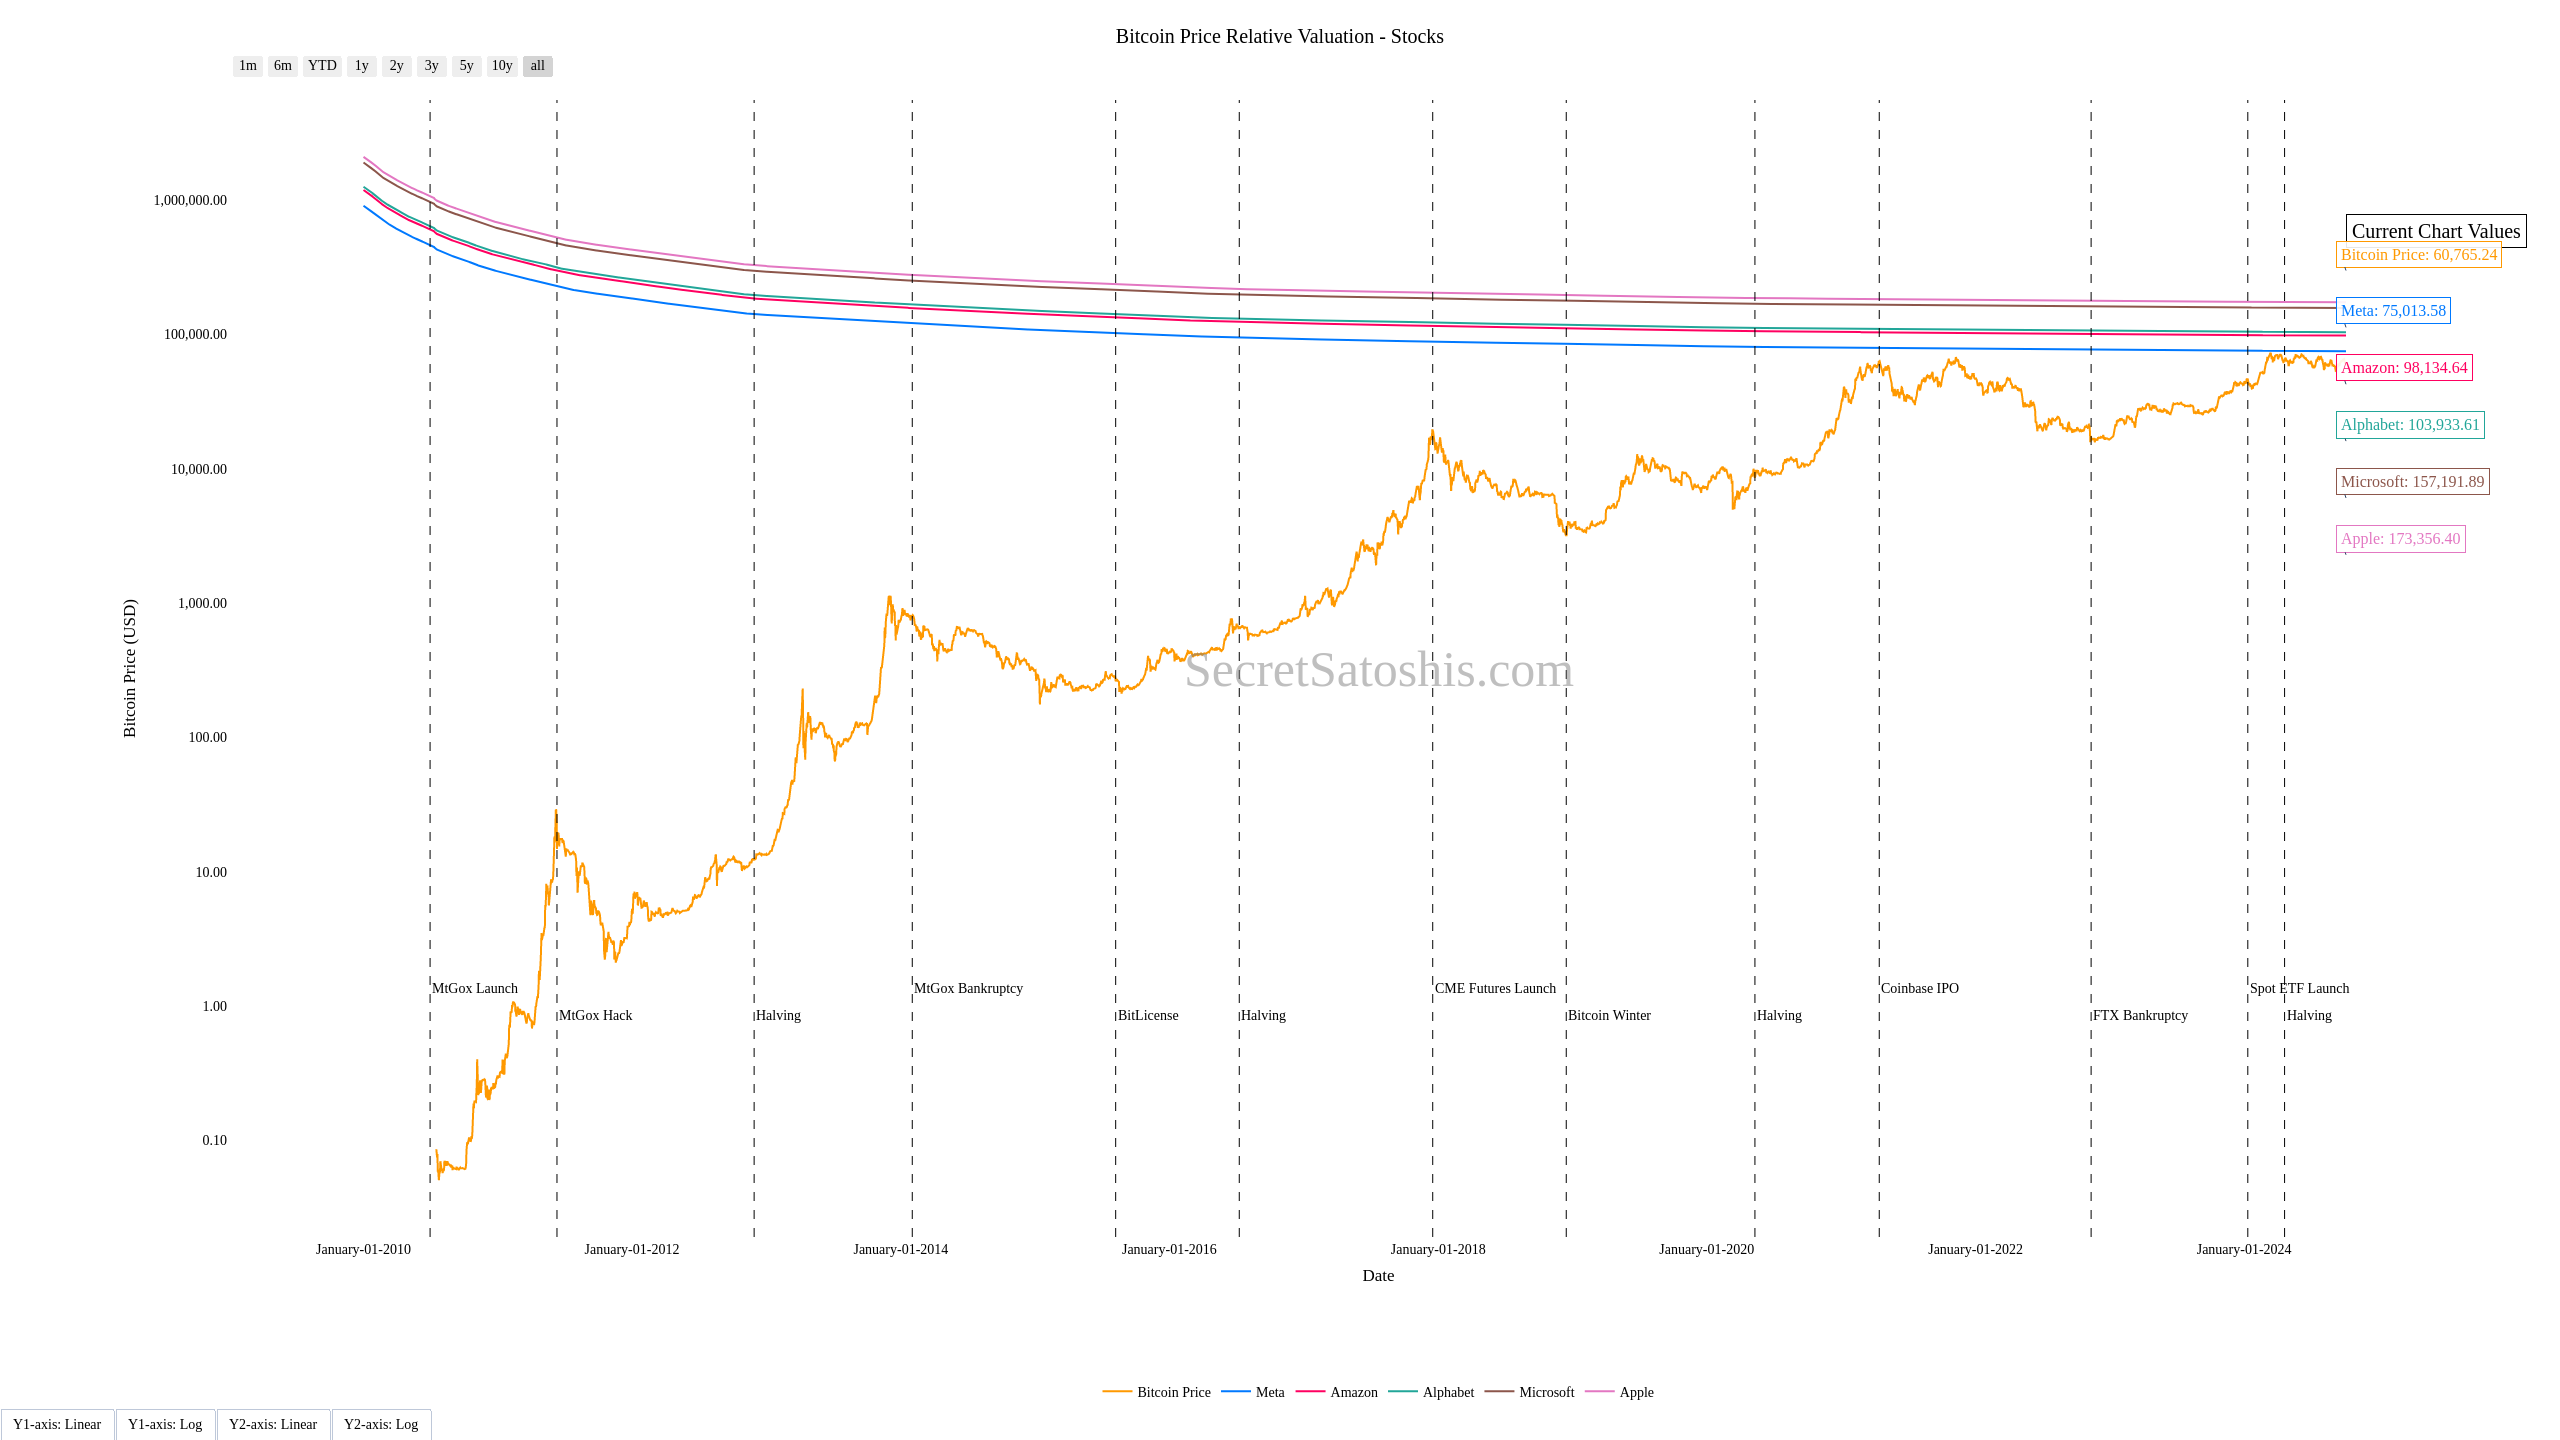 Bitcoin Price Relative Valuation - Stocks
1m 6m YTD 1y 2y 3y 5y 10y all
1,000,000.00
100,000.00
10,000.00
1,000.00
100.00
10.00
1.00
0.10
Bitcoin Price (USD)
Current Chart Values
Bitcoin Price: 60,765.24
Meta: 75,013.58
Amazon: 98,134.64
Alphabet: 103,933.61
Microsoft: 157,191.89
Apple: 173,356.40
SecretSatoshis.com
MtGox Launch
MtGox Hack
Halving
MtGox Bankruptcy
BitLicense
Halving
CME Futures Launch
Bitcoin Winter
Halving
Coinbase IPO
FTX Bankruptcy
Spot ETF Launch
Halving
January-01-2010 January-01-2012 January-01-2014 January-01-2016 January-01-2018 January-01-2020 January-01-2022 January-01-2024
Date
Bitcoin Price Meta Amazon Alphabet Microsoft Apple
Y1-axis: Linear Y1-axis: Log Y2-axis: Linear Y2-axis: Log